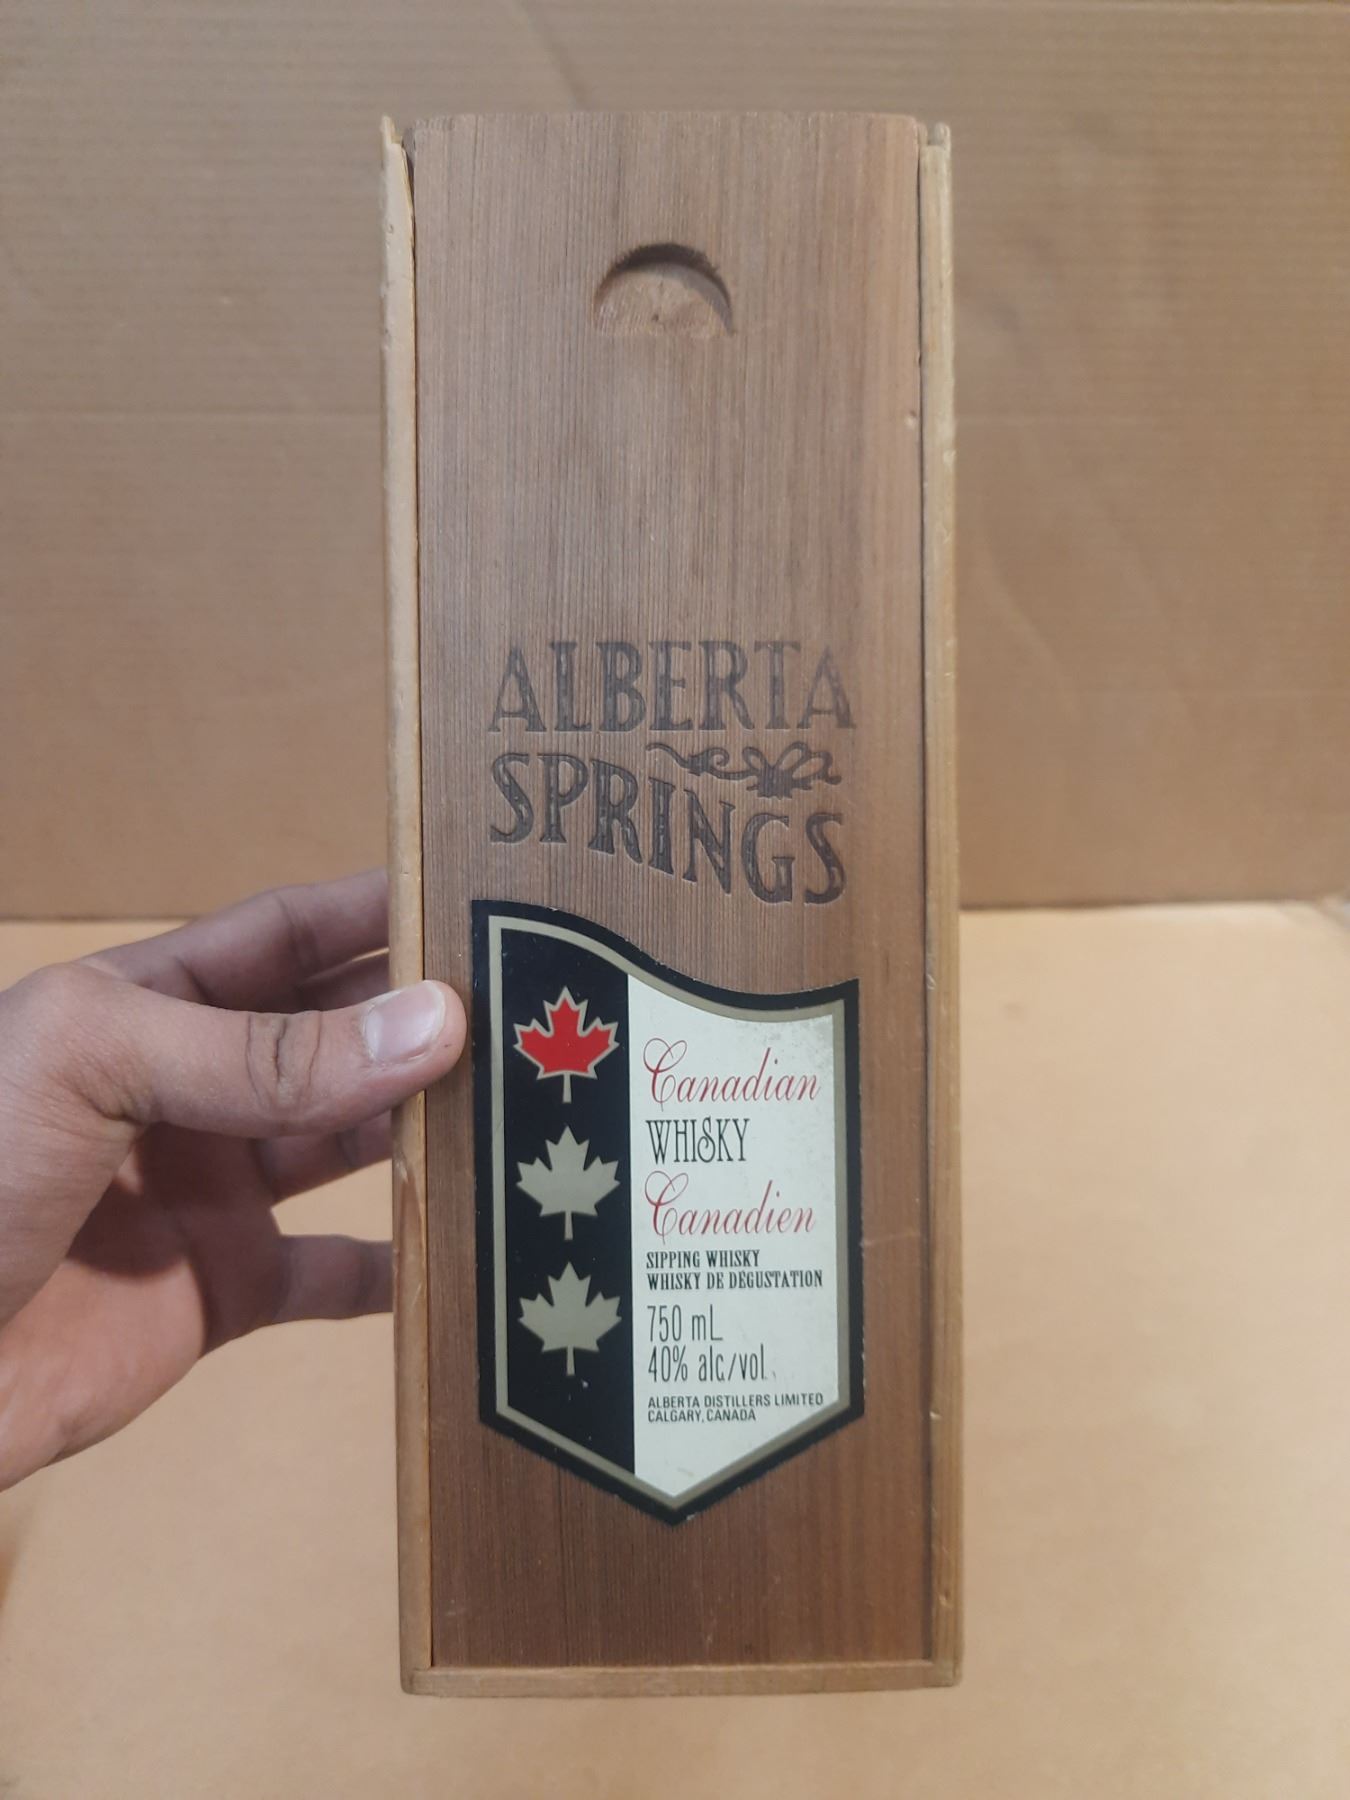 ALBERTA
SPRINGS
Canadian
WHISKY
Canadien
SIPPING WHISKY
WHISKY DE DÉGUSTATION
750 mL
40% alc/vol.
ALBERTA DISTILLERS LIMITED
CALGARY, CANADA